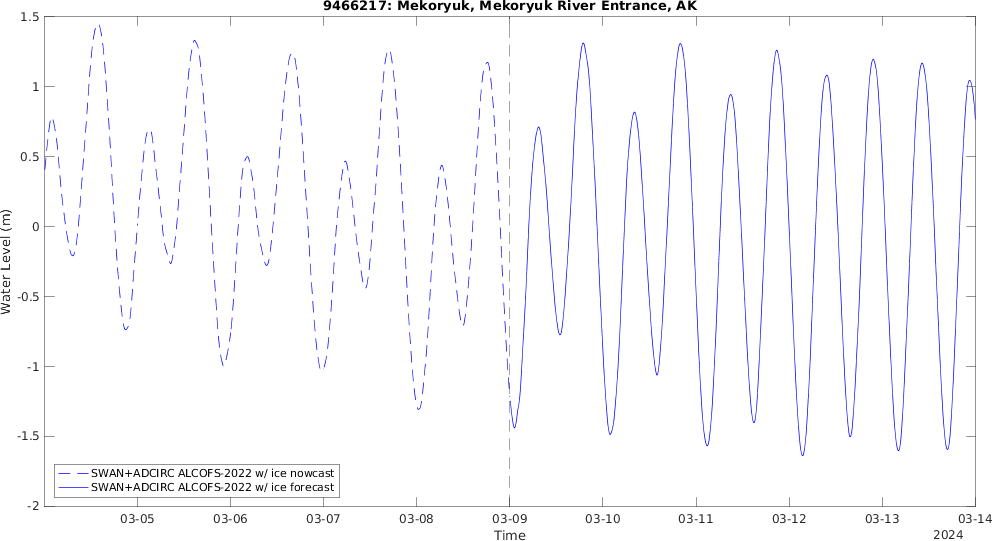 9466217: Mekoryuk, Mekoryuk River Entrance, AK
1.5
1
0.5
0
-0.5
-1
-1.5
-2
Water Level (m)
SWAN+ADCIRC ALCOFS-2022 w/ ice nowcast
SWAN+ADCIRC ALCOFS-2022 w/ ice forecast
03-05 03-06 03-07 03-08 03-09 03-10 03-11 03-12 03-13 03-14
Time
2024